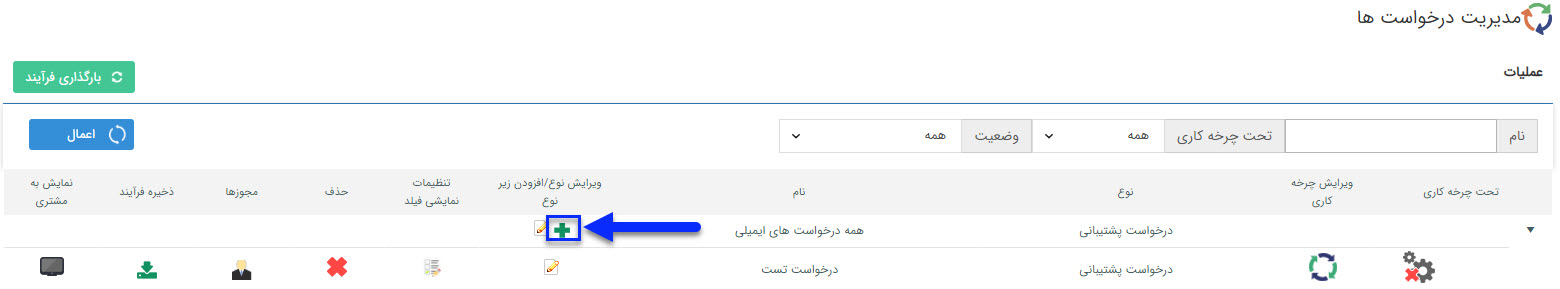 مدیریت درخواست ها
عملیات
بارگذاری فرآیند
نام تحت چرخه کاری همه وضعیت همه اعمال
تحت چرخه کاری ویرایش چرخه کاری نوع نام ویرایش نوع/افزودن زیر نوع تنظیمات نمایشی فیلد حذف مجوزها ذخیره فرآیند نمایش به مشتری
درخواست پشتیبانی همه درخواست های ایمیلی
درخواست پشتیبانی درخواست تست